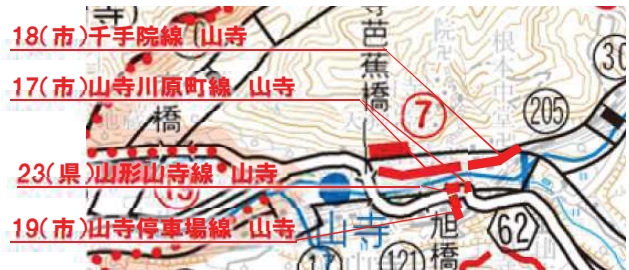 18(市)千手院線 山寺
17(市)山寺川原町線 山寺
23(県)山形山寺線 山寺
19(市)山寺停車場線 山寺
芭蕉橋
根本中堂
7
205
30
橋
山寺
旭橋
62
121